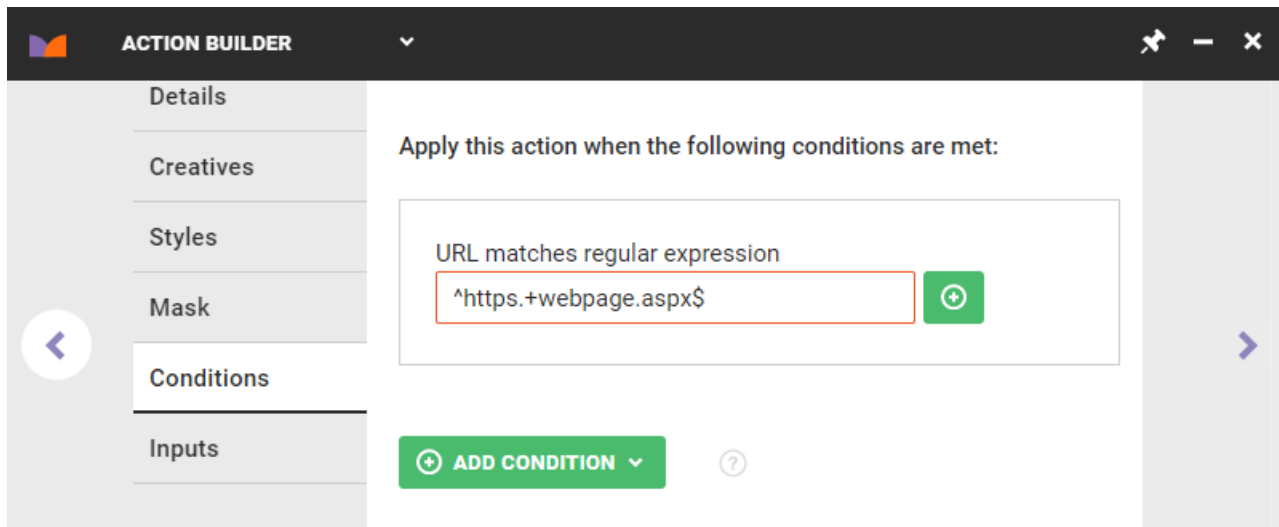 ACTION BUILDER
Details
Creatives
Styles
Mask
Conditions
Inputs
Apply this action when the following conditions are met:
URL matches regular expression
^https.+webpage.aspx$
ADD CONDITION
?